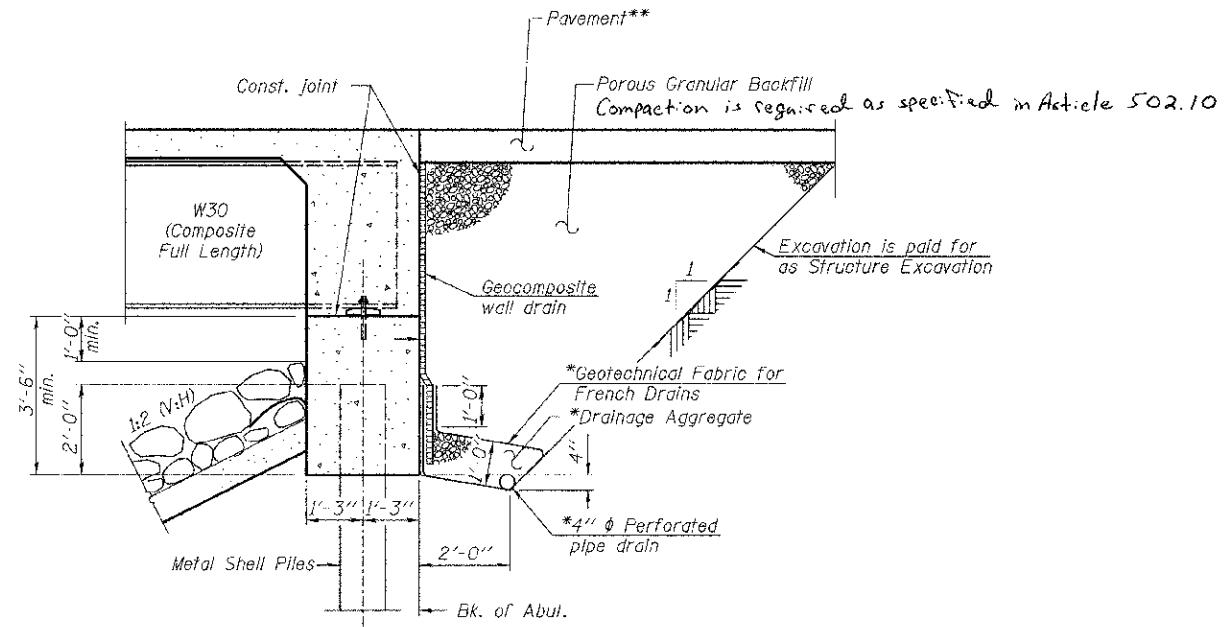 Pavement**
Const. joint
Porous Granular Backfill
Compaction is required as specified in Article 502.10
W30
(Composite
Full Length)
Excavation is paid for
as Structure Excavation
1
1
Geocomposite
wall drain
1'-0"
min.
3'-6"
min.
2'-0"
1:2 (V:H)
*Geotechnical Fabric for
French Drains
*Drainage Aggregate
1'-0"
1'-0"
4"
1'-3" 1'-3"
*4" ϕ Perforated
pipe drain
2'-0"
Metal Shell Piles
Bk. of Abut.